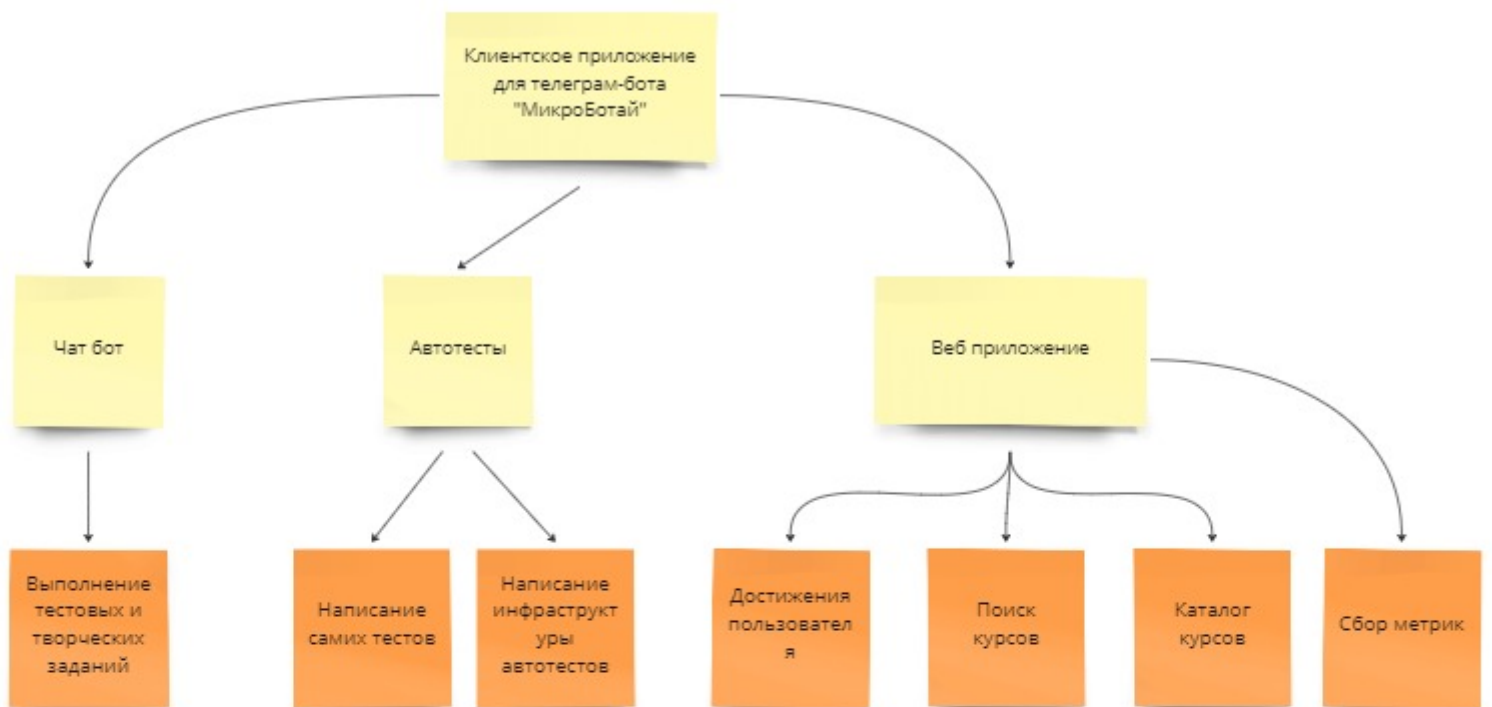 Клиентское приложение
для телеграм-бота
"МикроБотай"
Чат бот
Автотесты
Веб приложение
Выполнение
тестовых и
творческих
заданий
Написание
самих тестов
Написание
инфраструкт
уры
автотестов
Достижения
пользовател
я
Поиск
курсов
Каталог
курсов
Сбор метрик